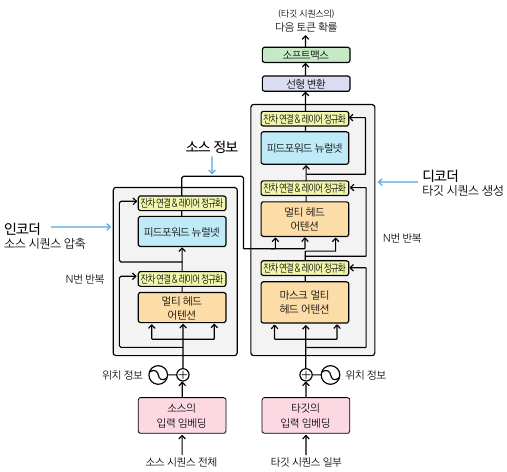 (타깃 시퀀스의)
다음 토큰 확률
소프트맥스
선형 변환
잔차 연결 & 레이어 정규화
피드포워드 뉴럴넷
잔차 연결 & 레이어 정규화
멀티 헤드
어텐션
잔차 연결 & 레이어 정규화
마스크 멀티
헤드 어텐션
디코더
타깃 시퀀스 생성
N번 반복
소스 정보
인코더
소스 시퀀스 압축
잔차 연결 & 레이어 정규화
피드포워드 뉴럴넷
N번 반복
잔차 연결 & 레이어 정규화
멀티 헤드
어텐션
위치 정보
위치 정보
소스의
입력 임베딩
타깃의
입력 임베딩
소스 시퀀스 전체
타깃 시퀀스 일부